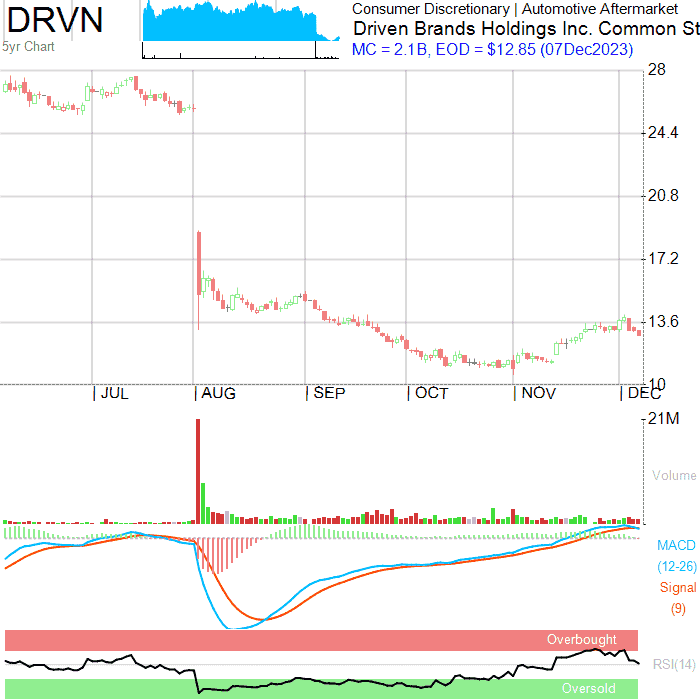 DRVN
5yr Chart
Consumer Discretionary | Automotive Aftermarket
Driven Brands Holdings Inc. Common St
MC = 2.1B, EOD = $12.85 (07Dec2023)
28
24.4
20.8
17.2
13.6
10
| JUL | AUG | SEP | OCT | NOV | DEC
21M
Volume
MACD
(12-26)
Signal
(9)
Overbought
RSI(14)
Oversold